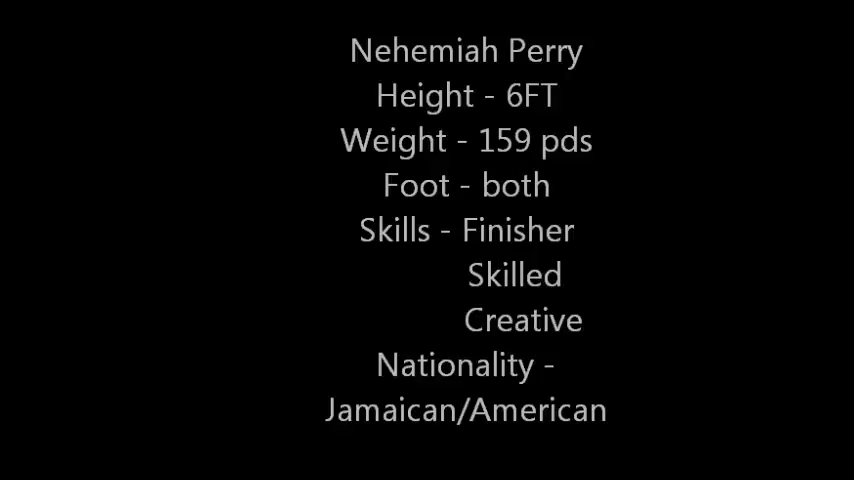 Nehemiah Perry
Height - 6FT
Weight - 159 pds
Foot - both
Skills - Finisher
Skilled
Creative
Nationality -
Jamaican/American